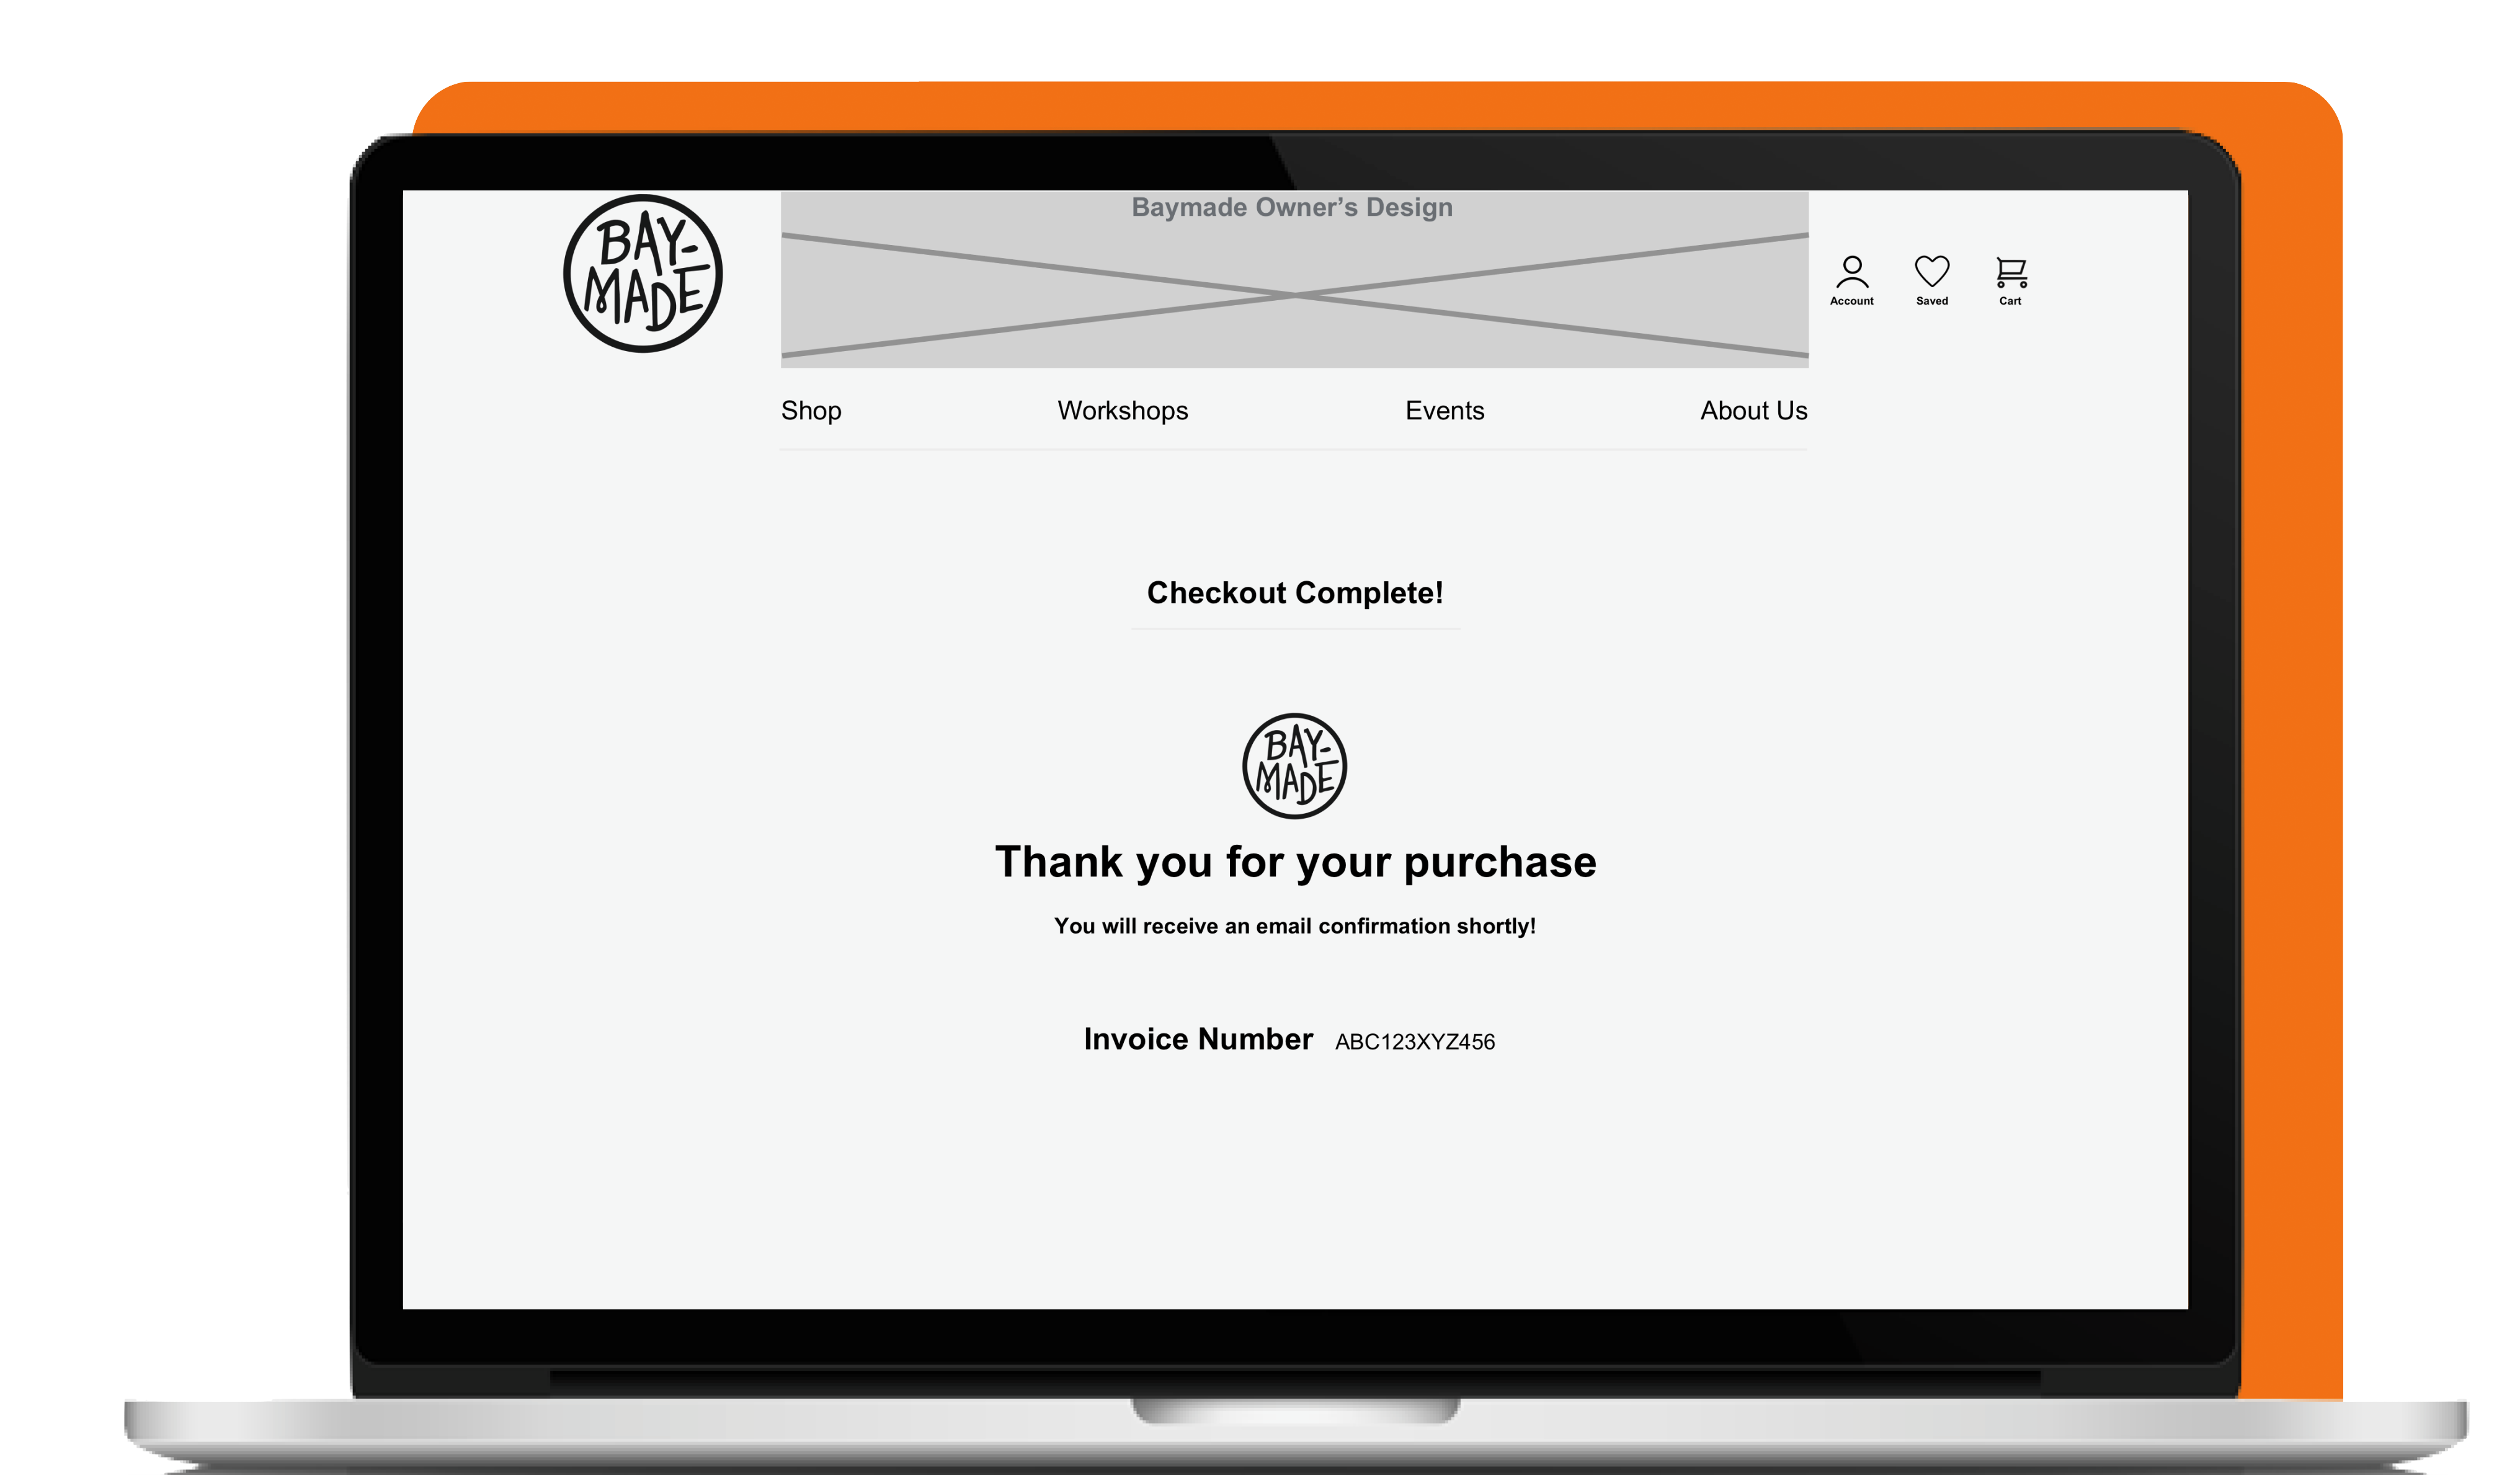 BAY-
MADE
Baymade Owner’s Design
Account Saved Cart
Shop Workshops Events About Us
Checkout Complete!
BAY-
MADE
Thank you for your purchase
You will receive an email confirmation shortly!
Invoice Number ABC123XYZ456